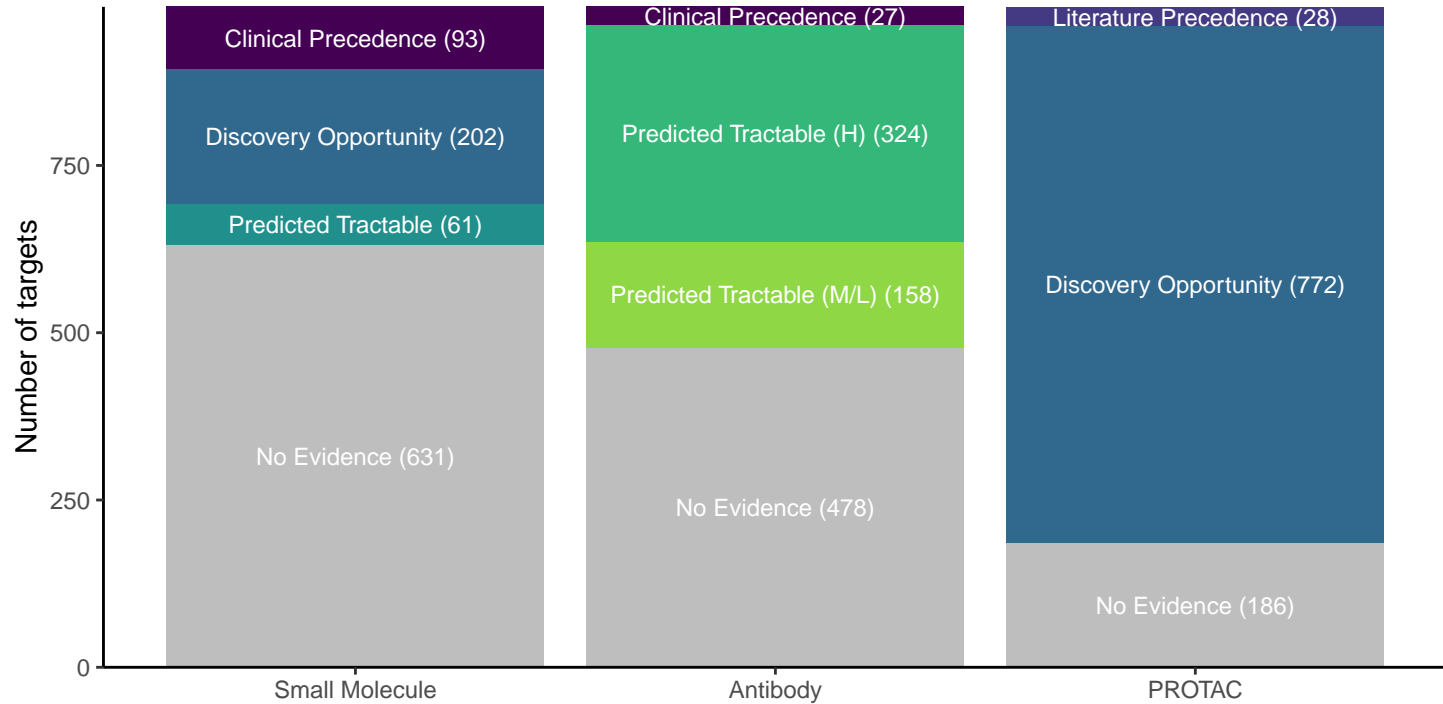 Number of targets
750
500
250
0
Clinical Precedence (93)
Discovery Opportunity (202)
Predicted Tractable (61)
No Evidence (631)
Clinical Precedence (27)
Predicted Tractable (H) (324)
Predicted Tractable (M/L) (158)
No Evidence (478)
Literature Precedence (28)
Discovery Opportunity (772)
No Evidence (186)
Small Molecule
Antibody
PROTAC